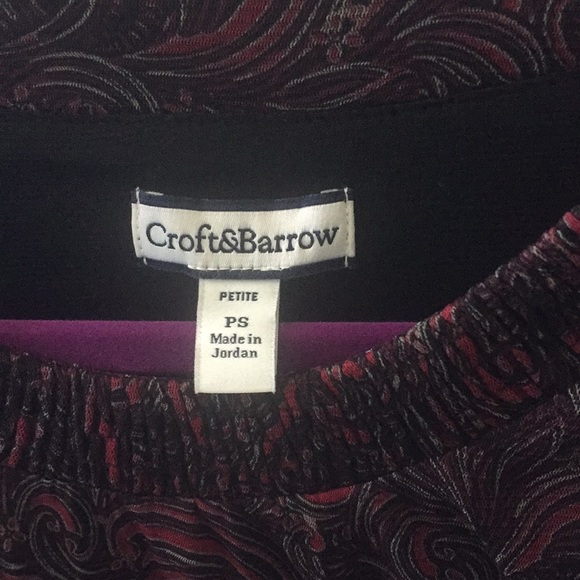 Croft&Barrow
PETITE
PS
Made in
Jordan